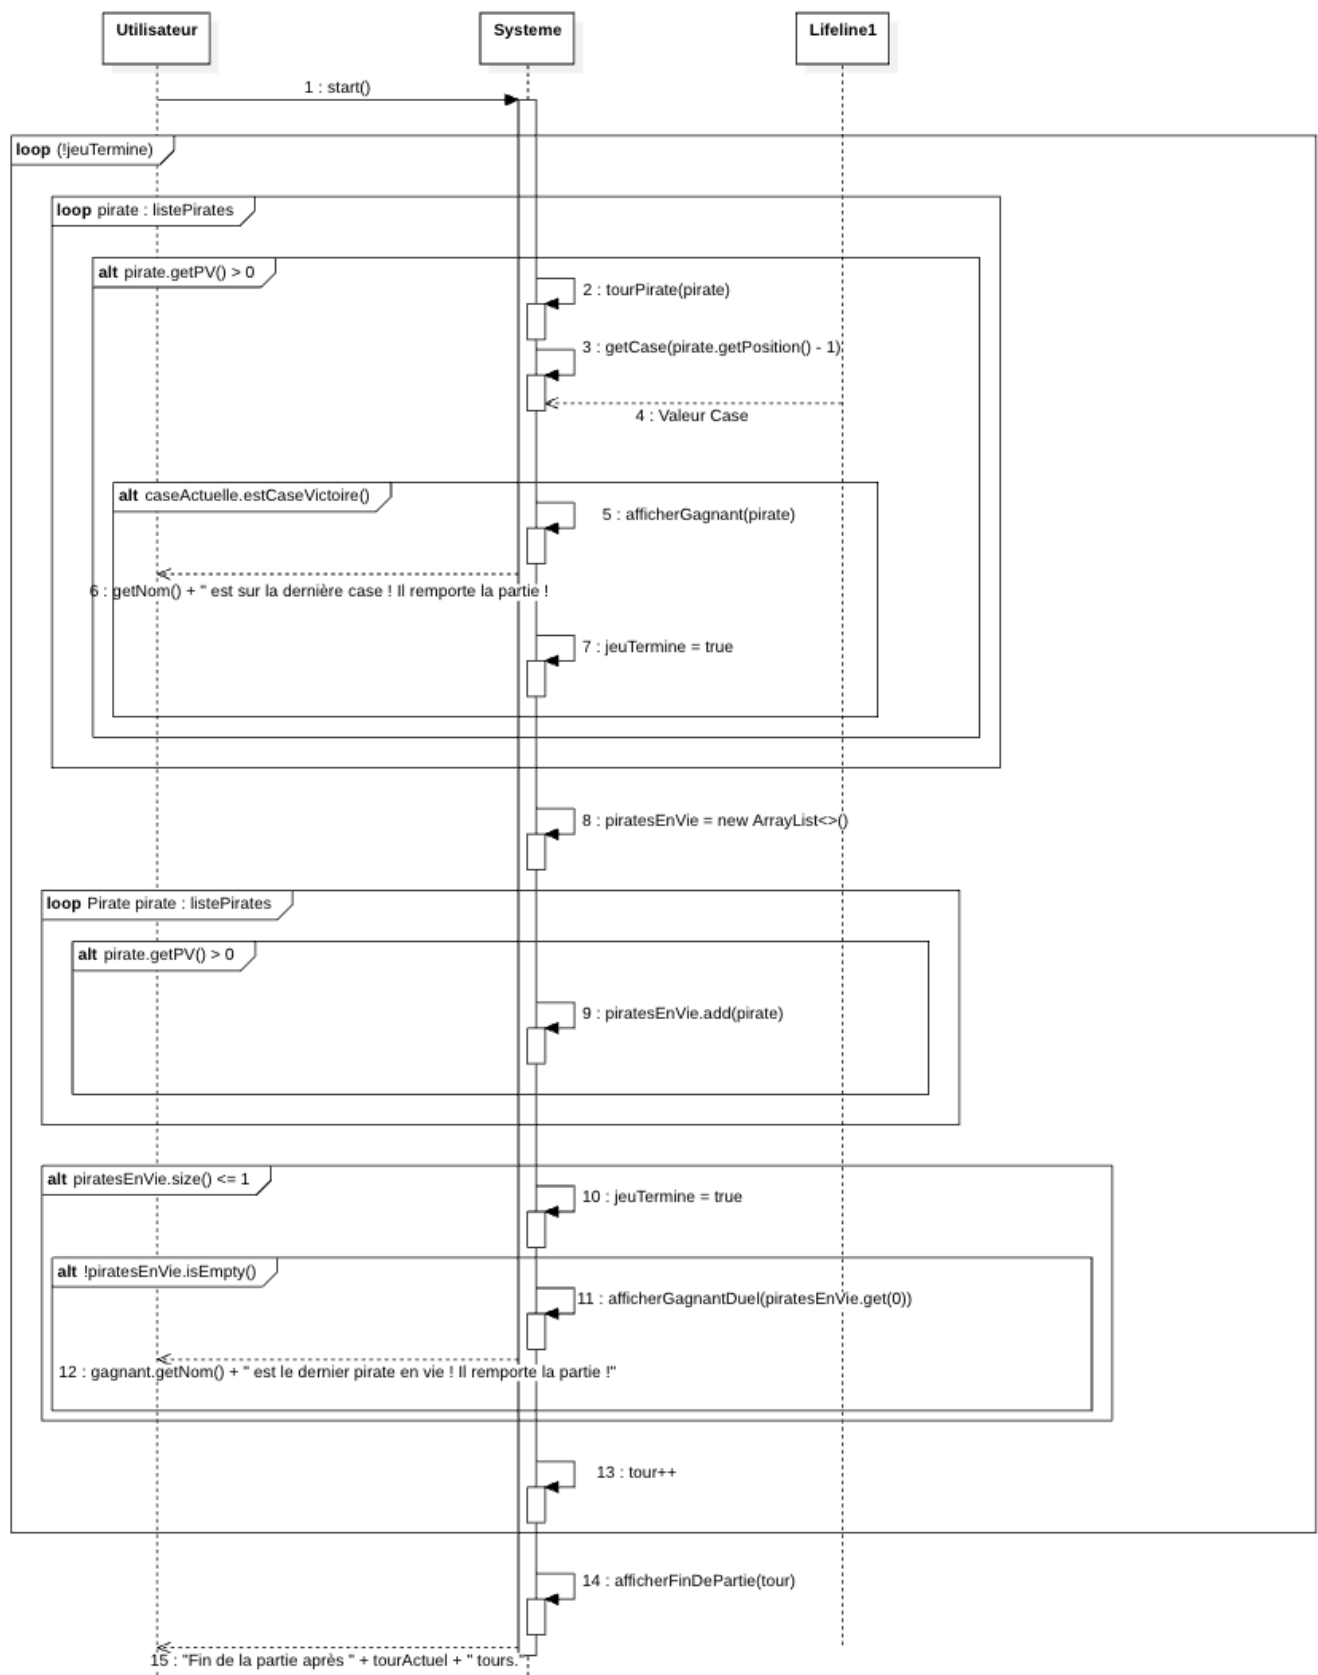 Utilisateur
Systeme
Lifeline1
1 : start()
loop (!jeuTermine)
loop pirate : listePirates
alt pirate.getPV() > 0
2 : tourPirate(pirate)
3 : getCase(pirate.getPosition() - 1)
4 : Valeur Case
alt caseActuelle.estCaseVictoire()
5 : afficherGagnant(pirate)
6 : getNom() + " est sur la dernière case ! Il remporte la partie !
7 : jeuTermine = true
8 : piratesEnVie = new ArrayList<>()
loop Pirate pirate : listePirates
alt pirate.getPV() > 0
9 : piratesEnVie.add(pirate)
alt piratesEnVie.size() <= 1
10 : jeuTermine = true
alt !piratesEnVie.isEmpty()
11 : afficherGagnantDuel(piratesEnVie.get(0))
12 : gagnant.getNom() + " est le dernier pirate en vie ! Il remporte la partie !"
13 : tour++
14 : afficherFinDePartie(tour)
15 : "Fin de la partie après " + tourActuel + " tours."